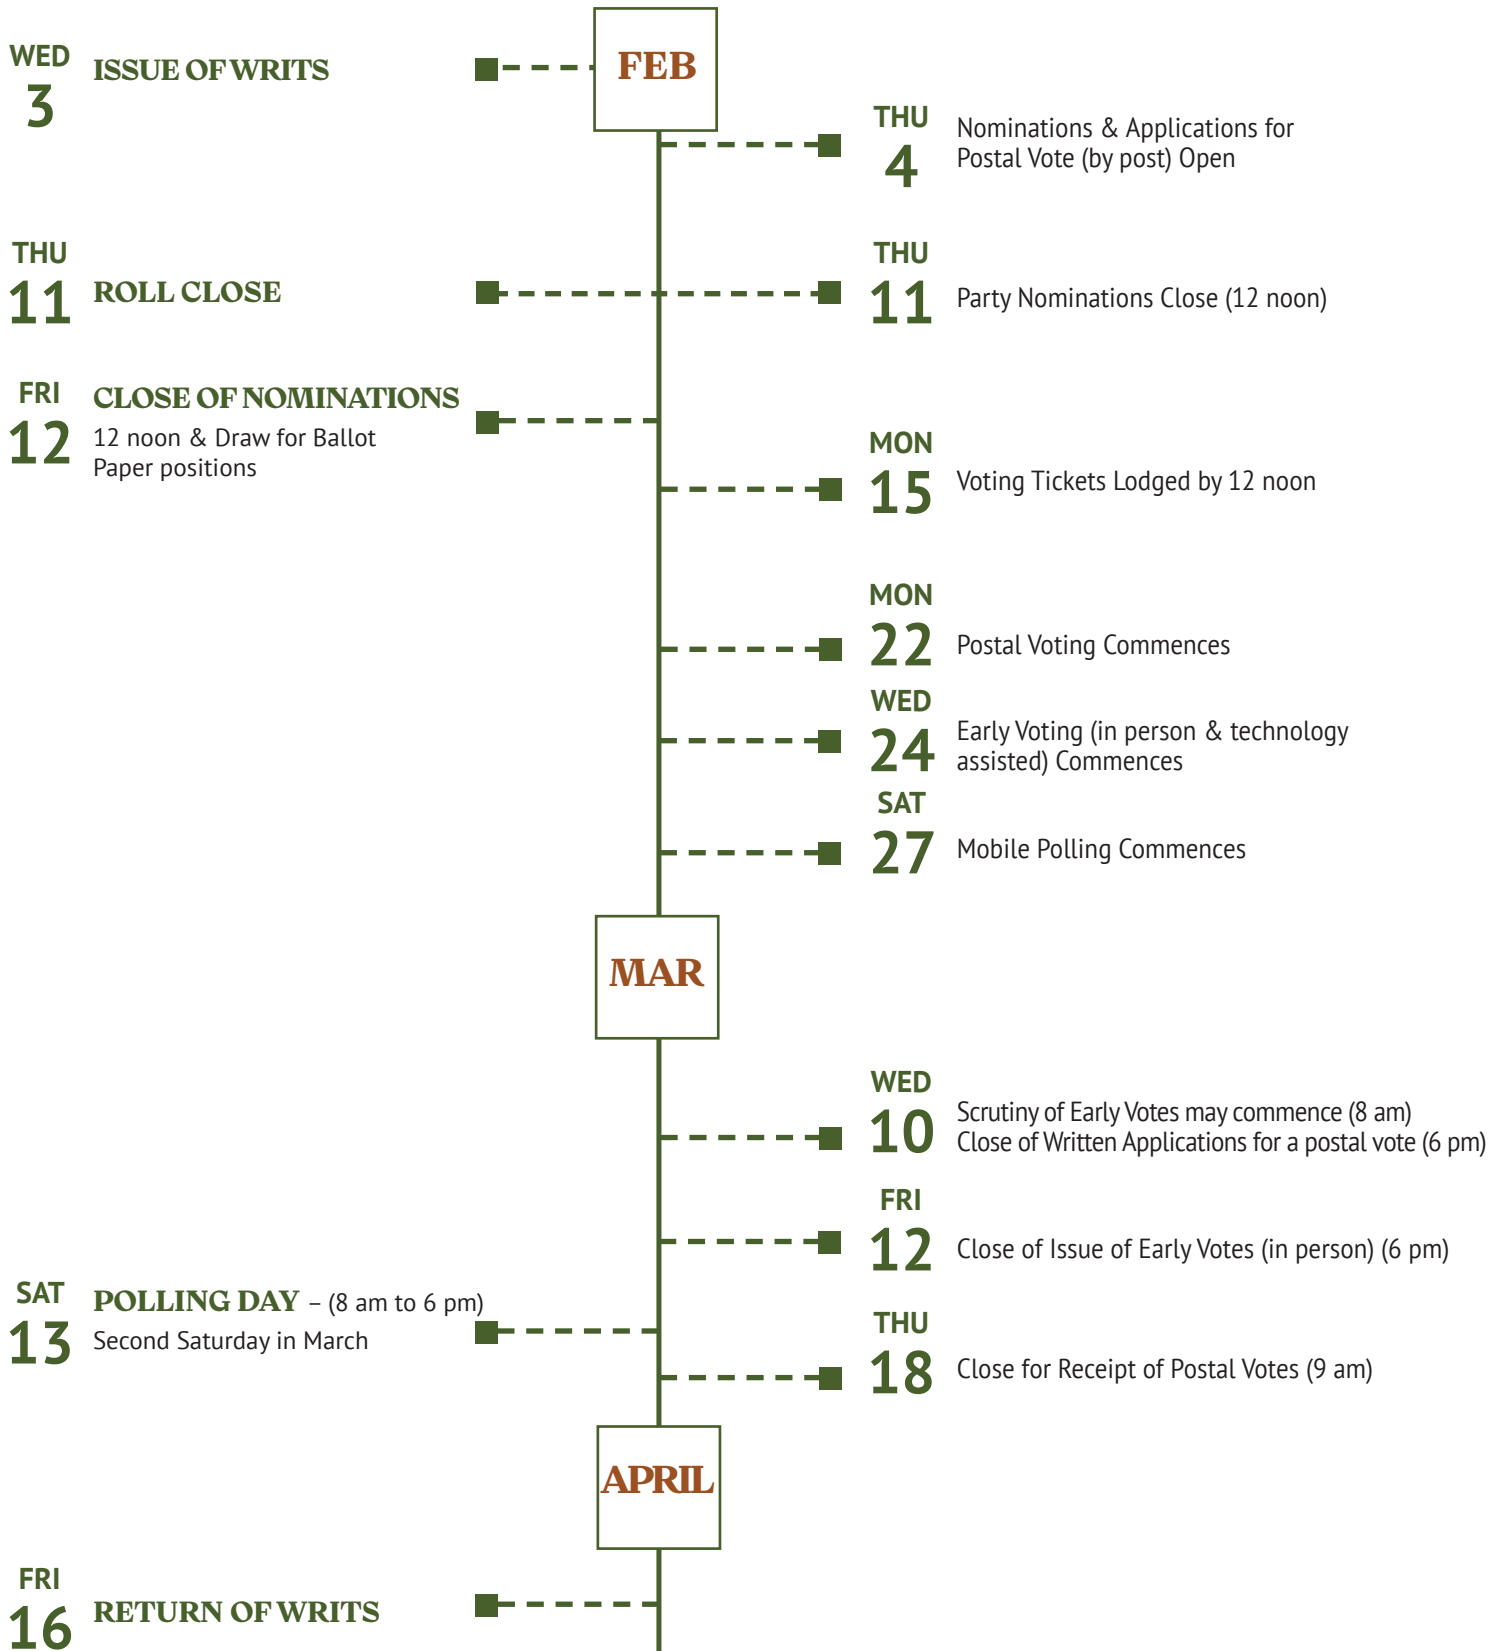 FEB
WED
3
ISSUE OF WRITS
THU
4
Nominations & Applications for
Postal Vote (by post) Open
THU
11
ROLL CLOSE
THU
11
Party Nominations Close (12 noon)
FRI
12
CLOSE OF NOMINATIONS
12 noon & Draw for Ballot
Paper positions
MON
15
Voting Tickets Lodged by 12 noon
MON
22
Postal Voting Commences
WED
24
Early Voting (in person & technology
assisted) Commences
SAT
27
Mobile Polling Commences
MAR
WED
10
Scrutiny of Early Votes may commence (8 am)
Close of Written Applications for a postal vote (6 pm)
FRI
12
Close of Issue of Early Votes (in person) (6 pm)
SAT
13
POLLING DAY – (8 am to 6 pm)
Second Saturday in March
THU
18
Close for Receipt of Postal Votes (9 am)
APRIL
FRI
16
RETURN OF WRITS